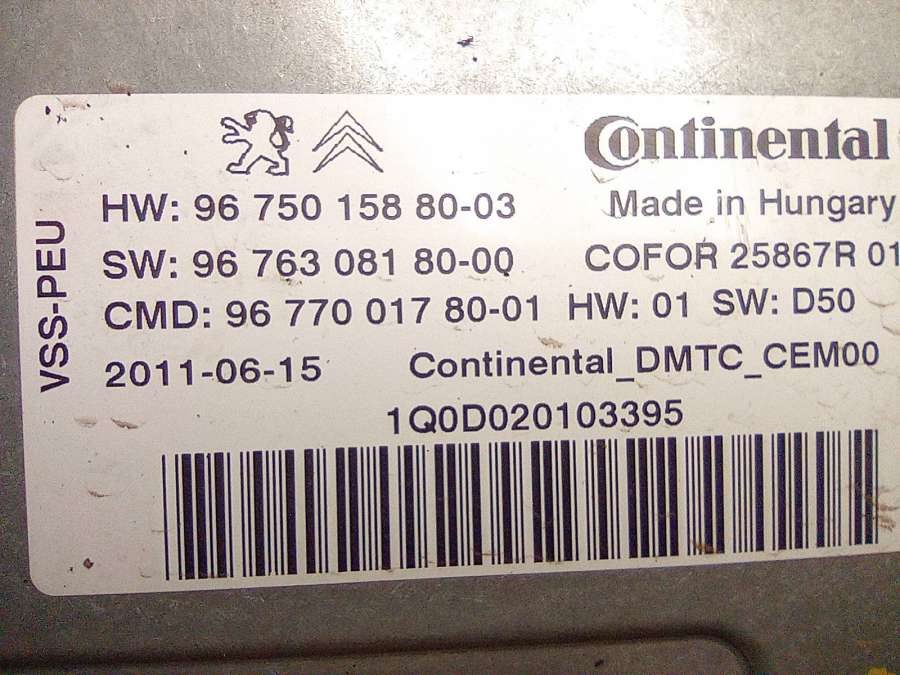 Continental
HW: 96 750 158 80-03
Made in Hungary
SW: 96 763 081 80-00
COFOR 25867R 01
CMD: 96 770 017 80-01 HW: 01 SW: D50
2011-06-15 Continental_DMTC_CEM00
VSS-PEU
1Q0D020103395